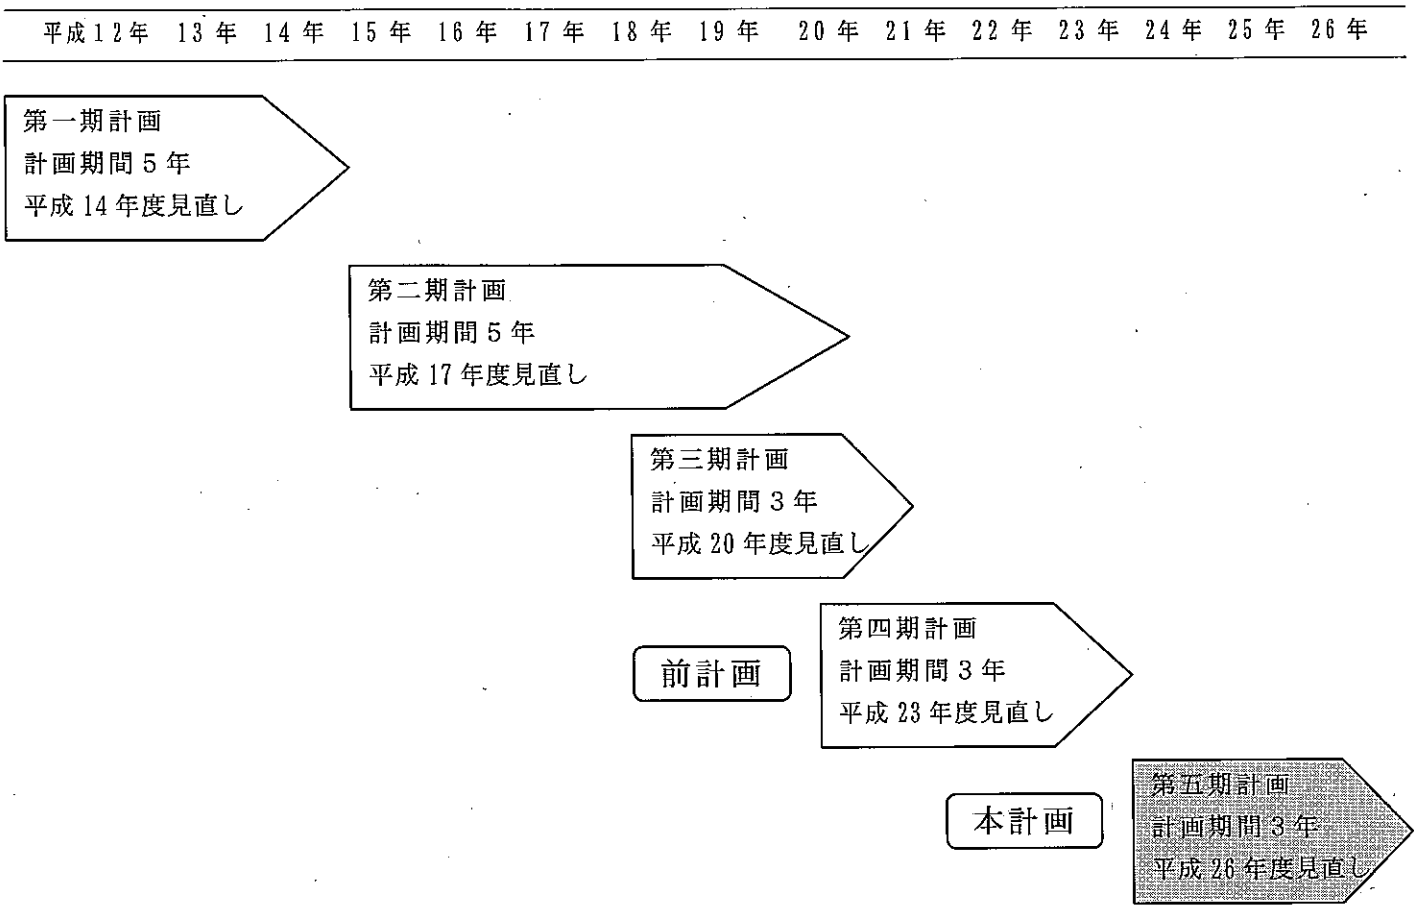 平成12年 13年 14年 15年 16年 17年 18年 19年 20年 21年 22年 23年 24年 25年 26年
第一期計画
計画期間5年
平成14年度見直し
第二期計画
計画期間5年
平成17年度見直し
第三期計画
計画期間3年
平成20年度見直し
前計画
第四期計画
計画期間3年
平成23年度見直し
本計画
第五期計画
計画期間3年
平成26年度見直し